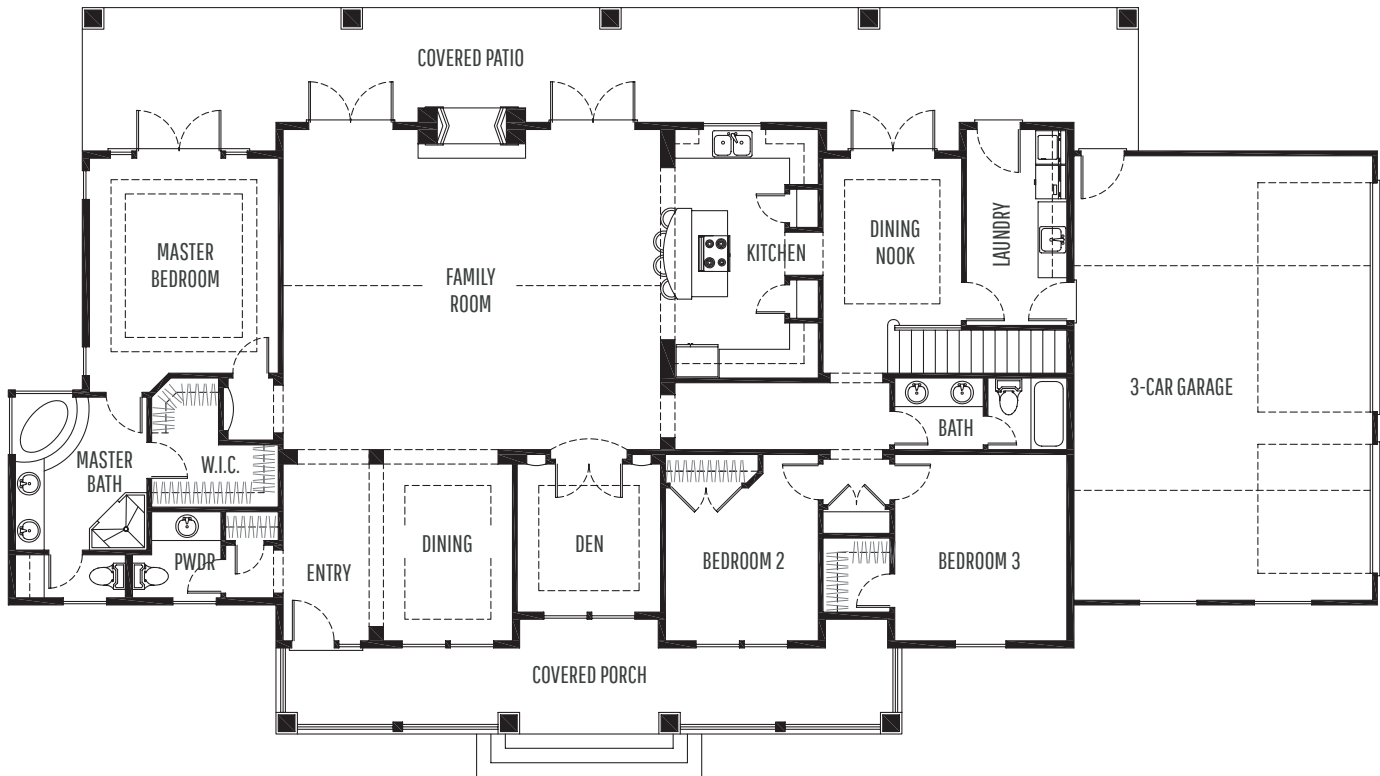 COVERED PATIO
MASTER
BEDROOM
FAMILY
ROOM
KITCHEN
DINING
NOOK
LAUNDRY
3-CAR GARAGE
MASTER
BATH
W.I.C.
BATH
PWDR
ENTRY
DINING
DEN
BEDROOM 2
BEDROOM 3
COVERED PORCH